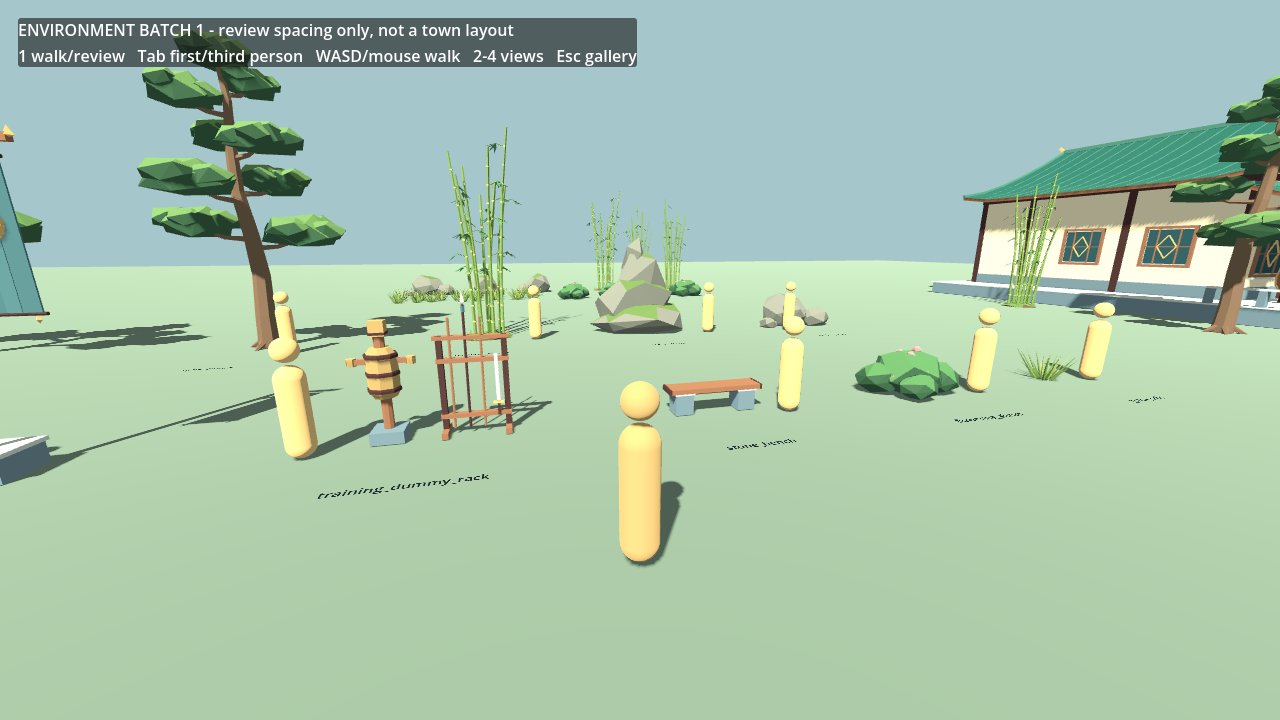 ENVIRONMENT BATCH 1 - review spacing only, not a town layout
1 walk/review   Tab first/third person   WASD/mouse walk   2-4 views   Esc gallery
training_dummy_rack